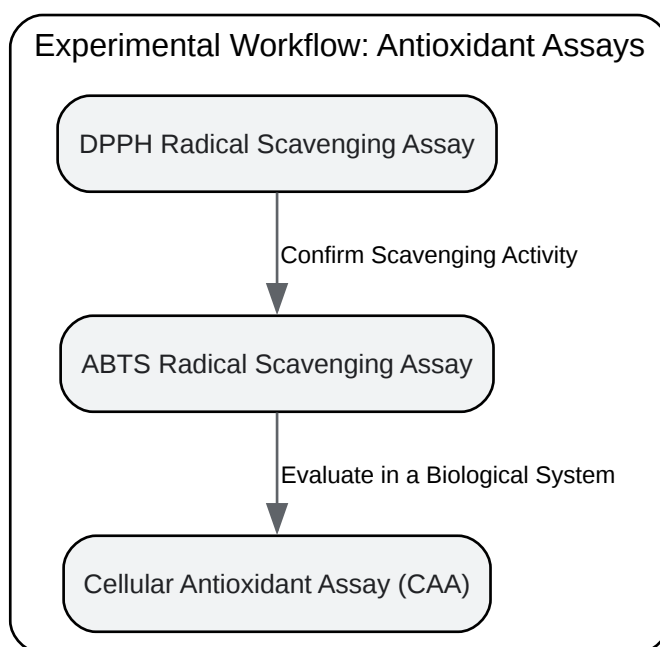 Experimental Workflow: Antioxidant Assays
DPPH Radical Scavenging Assay
Confirm Scavenging Activity
ABTS Radical Scavenging Assay
Evaluate in a Biological System
Cellular Antioxidant Assay (CAA)